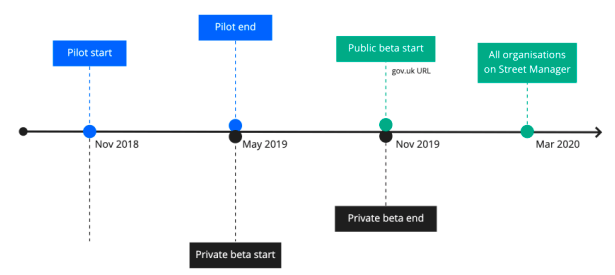 Pilot start
Pilot end
Public beta start
gov.uk URL
All organisations
on Street Manager
Nov 2018
May 2019
Nov 2019
Mar 2020
Private beta end
Private beta start